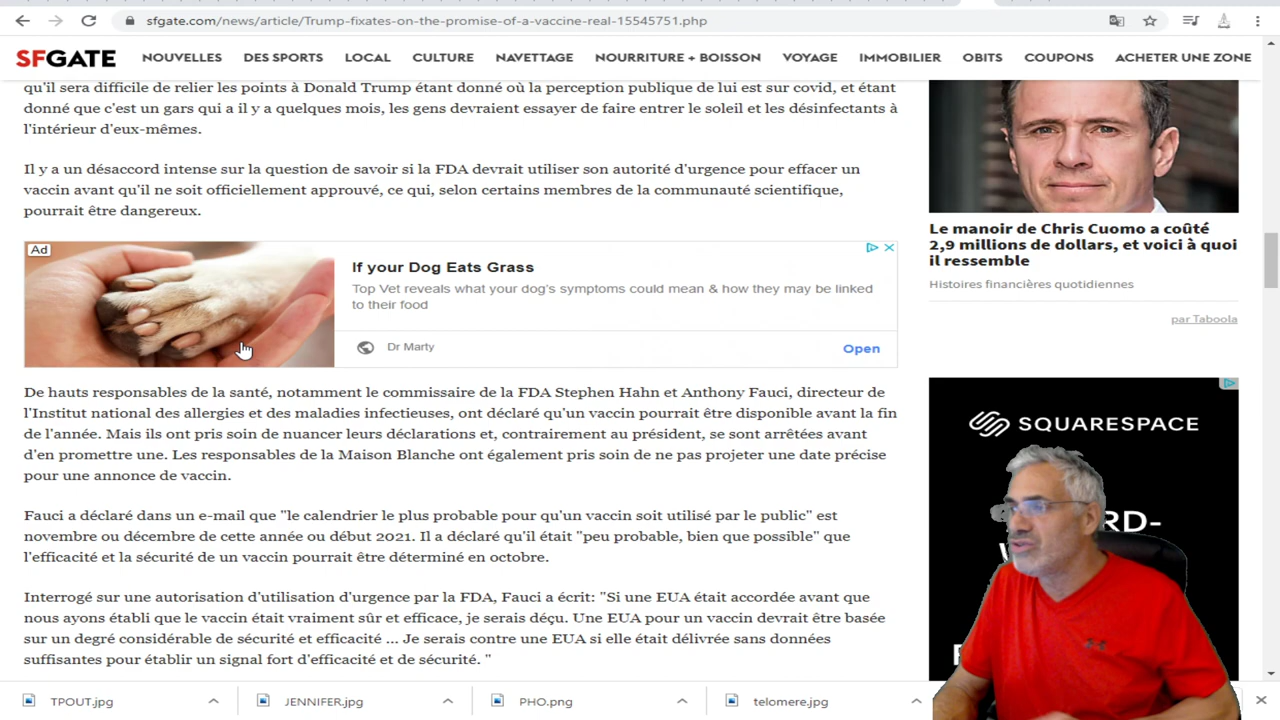 sfgate.com/news/article/Trump-fixates-on-the-promise-of-a-vaccine-real-15545751.php
SFGATE NOUVELLES DES SPORTS LOCAL CULTURE NAVETTAGE NOURRITURE + BOISSON VOYAGE IMMOBILIER OBITS COUPONS ACHETER UNE ZONE
qu'il sera difficile de relier les points à Donald Trump étant donné où la perception publique de lui est sur covid, et étant
donné que c'est un gars qui a il y a quelques mois, les gens devraient essayer de faire entrer le soleil et les désinfectants à
l'intérieur d'eux-mêmes.
Il y a un désaccord intense sur la question de savoir si la FDA devrait utiliser son autorité d'urgence pour effacer un
vaccin avant qu'il ne soit officiellement approuvé, ce qui, selon certains membres de la communauté scientifique,
pourrait être dangereux.
Ad
If your Dog Eats Grass
Top Vet reveals what your dog's symptoms could mean & how they may be linked
to their food
Dr Marty
Open
De hauts responsables de la santé, notamment le commissaire de la FDA Stephen Hahn et Anthony Fauci, directeur de
l'Institut national des allergies et des maladies infectieuses, ont déclaré qu'un vaccin pourrait être disponible avant la fin
de l'année. Mais ils ont pris soin de nuancer leurs déclarations et, contrairement au président, se sont arrêtées avant
d'en promettre une. Les responsables de la Maison Blanche ont également pris soin de ne pas projeter une date précise
pour une annonce de vaccin.
Fauci a déclaré dans un e-mail que "le calendrier le plus probable pour qu'un vaccin soit utilisé par le public" est
novembre ou décembre de cette année ou début 2021. Il a déclaré qu'il était "peu probable, bien que possible" que
l'efficacité et la sécurité de un vaccin pourrait être déterminé en octobre.
Interrogé sur une autorisation d'utilisation d'urgence par la FDA, Fauci a écrit: "Si une EUA était accordée avant que
nous ayons établi que le vaccin était vraiment sûr et efficace, je serais déçu. Une EUA pour un vaccin devrait être basée
sur un degré considérable de sécurité et efficacité ... Je serais contre une EUA si elle était délivrée sans données
suffisantes pour établir un signal fort d'efficacité et de sécurité. "
Le manoir de Chris Cuomo a coûté
2,9 millions de dollars, et voici à quoi
il ressemble
Histoires financières quotidiennes
par Taboola
SQUARESPACE
TPOUT.jpg
JENNIFER.jpg
PHO.png
telomere.jpg